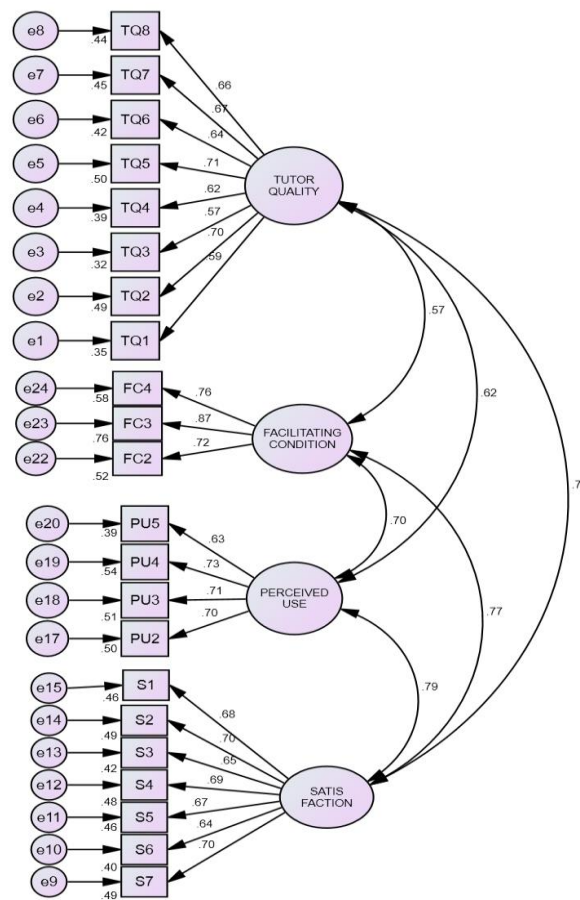 e8 TQ8
.44
.66
e7 TQ7
.45
.67
e6 TQ6
.42
.64
e5 TQ5
.50
.71
TUTOR
QUALITY
e4 TQ4
.39
.62
.57
e3 TQ3
.32
.70
.59
e2 TQ2
.49
e1 TQ1
.35
.57
.62
e24 FC4
.58
.76
e23 FC3
.76
.87
FACILITATING
CONDITION
e22 FC2
.52
.72
.70
e20 PU5
.39
.63
e19 PU4
.54
.73
e18 PU3
.51
.71
PERCEIVED
USE
e17 PU2
.50
.70
.77
.79
e15 S1
.46
.68
e14 S2
.49
.70
e13 S3
.42
.65
e12 S4
.48
.69
SATIS
FACTION
e11 S5
.46
.67
e10 S6
.40
.64
e9 S7
.49
.70